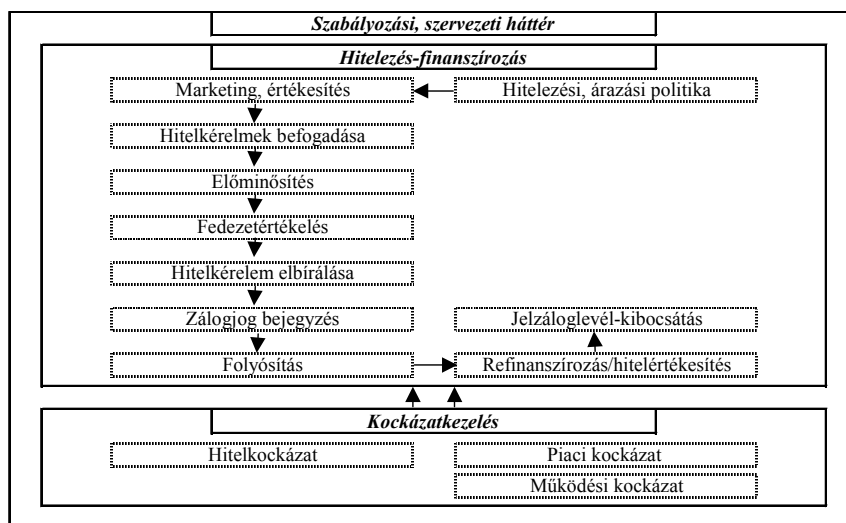 Szabályozási, szervezeti háttér
Hitelezés-finanszírozás
Marketing, értékesítés
Hitelezési, árazási politika
Hitelkérelmek befogadása
Előminősítés
Fedezetértékelés
Hitelkérelem elbírálása
Zálogjog bejegyzés
Jelzáloglevél-kibocsátás
Folyósítás
Refinanszírozás/hitelértékesítés
Kockázatkezelés
Hitelkockázat
Piaci kockázat
Működési kockázat